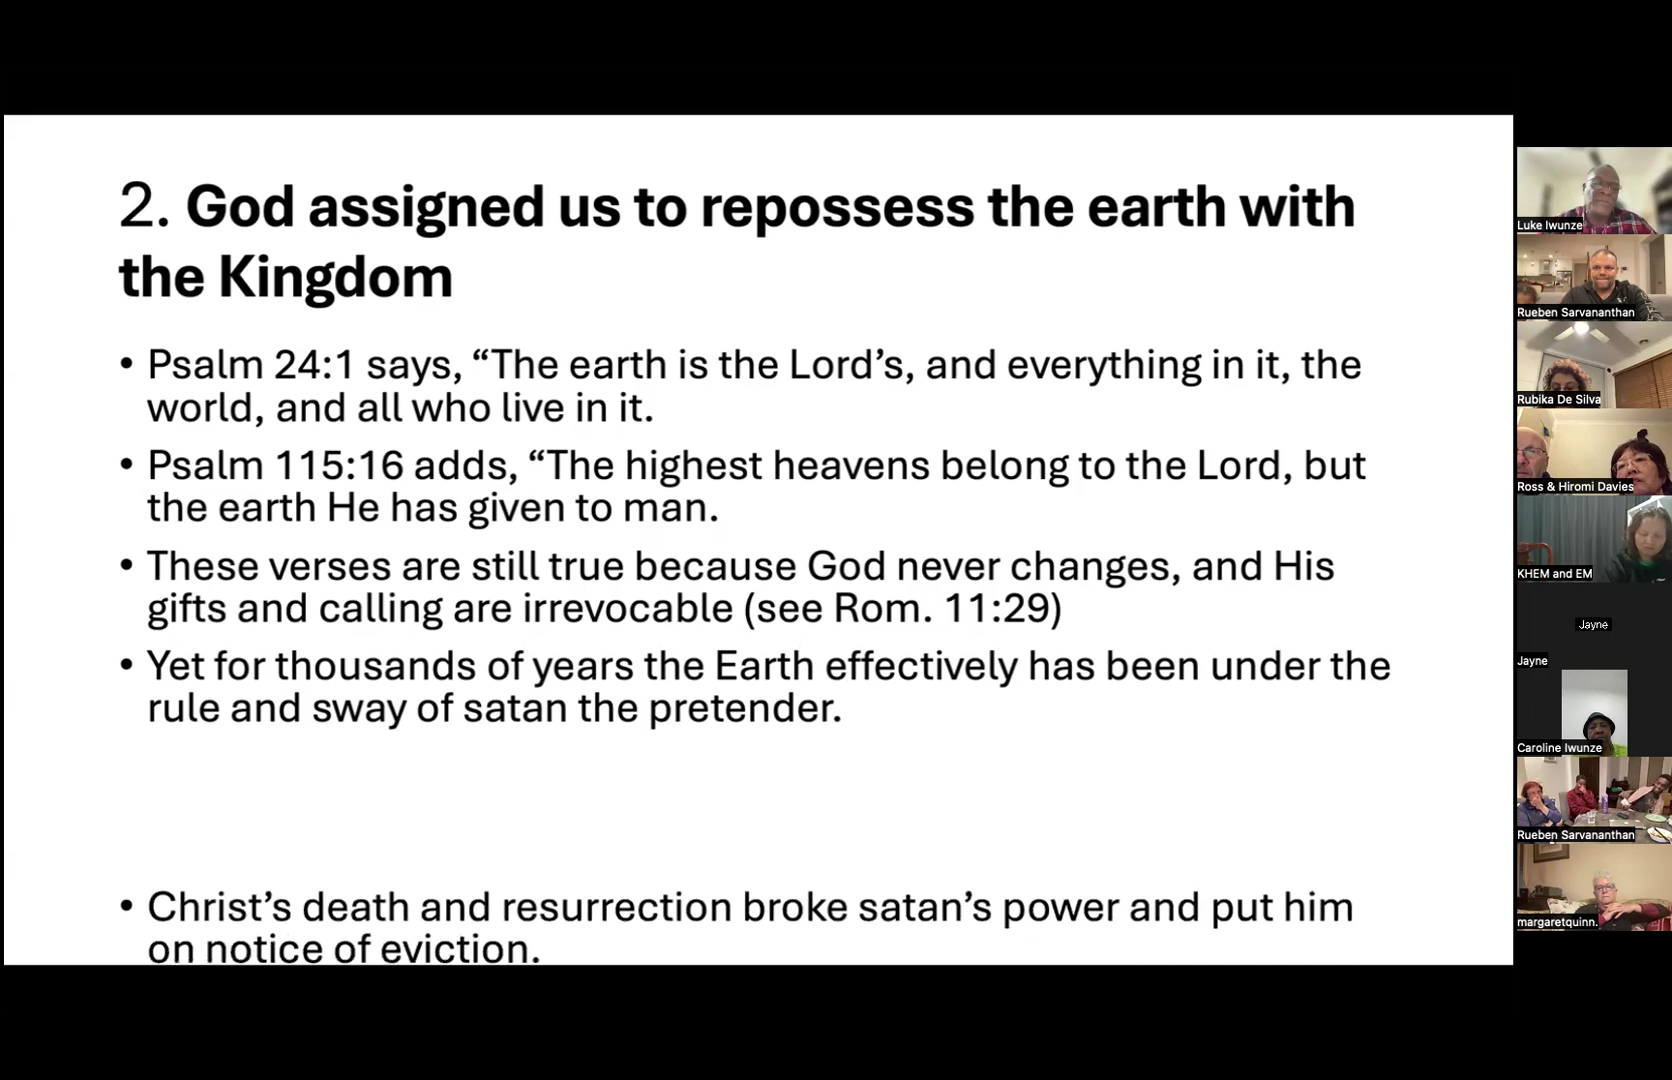 2. God assigned us to repossess the earth with
the Kingdom
• Psalm 24:1 says, “The earth is the Lord’s, and everything in it, the
world, and all who live in it.
• Psalm 115:16 adds, “The highest heavens belong to the Lord, but
the earth He has given to man.
• These verses are still true because God never changes, and His
gifts and calling are irrevocable (see Rom. 11:29)
• Yet for thousands of years the Earth effectively has been under the
rule and sway of satan the pretender.
• Christ’s death and resurrection broke satan’s power and put him
on notice of eviction.
Luke Iwunze
Rueben Sarvananthan
Rubika De Silva
Ross & Hiromi Davies
KHEM and EM
Jayne
Jayne
Caroline Iwunze
Rueben Sarvananthan
margaretquinn.